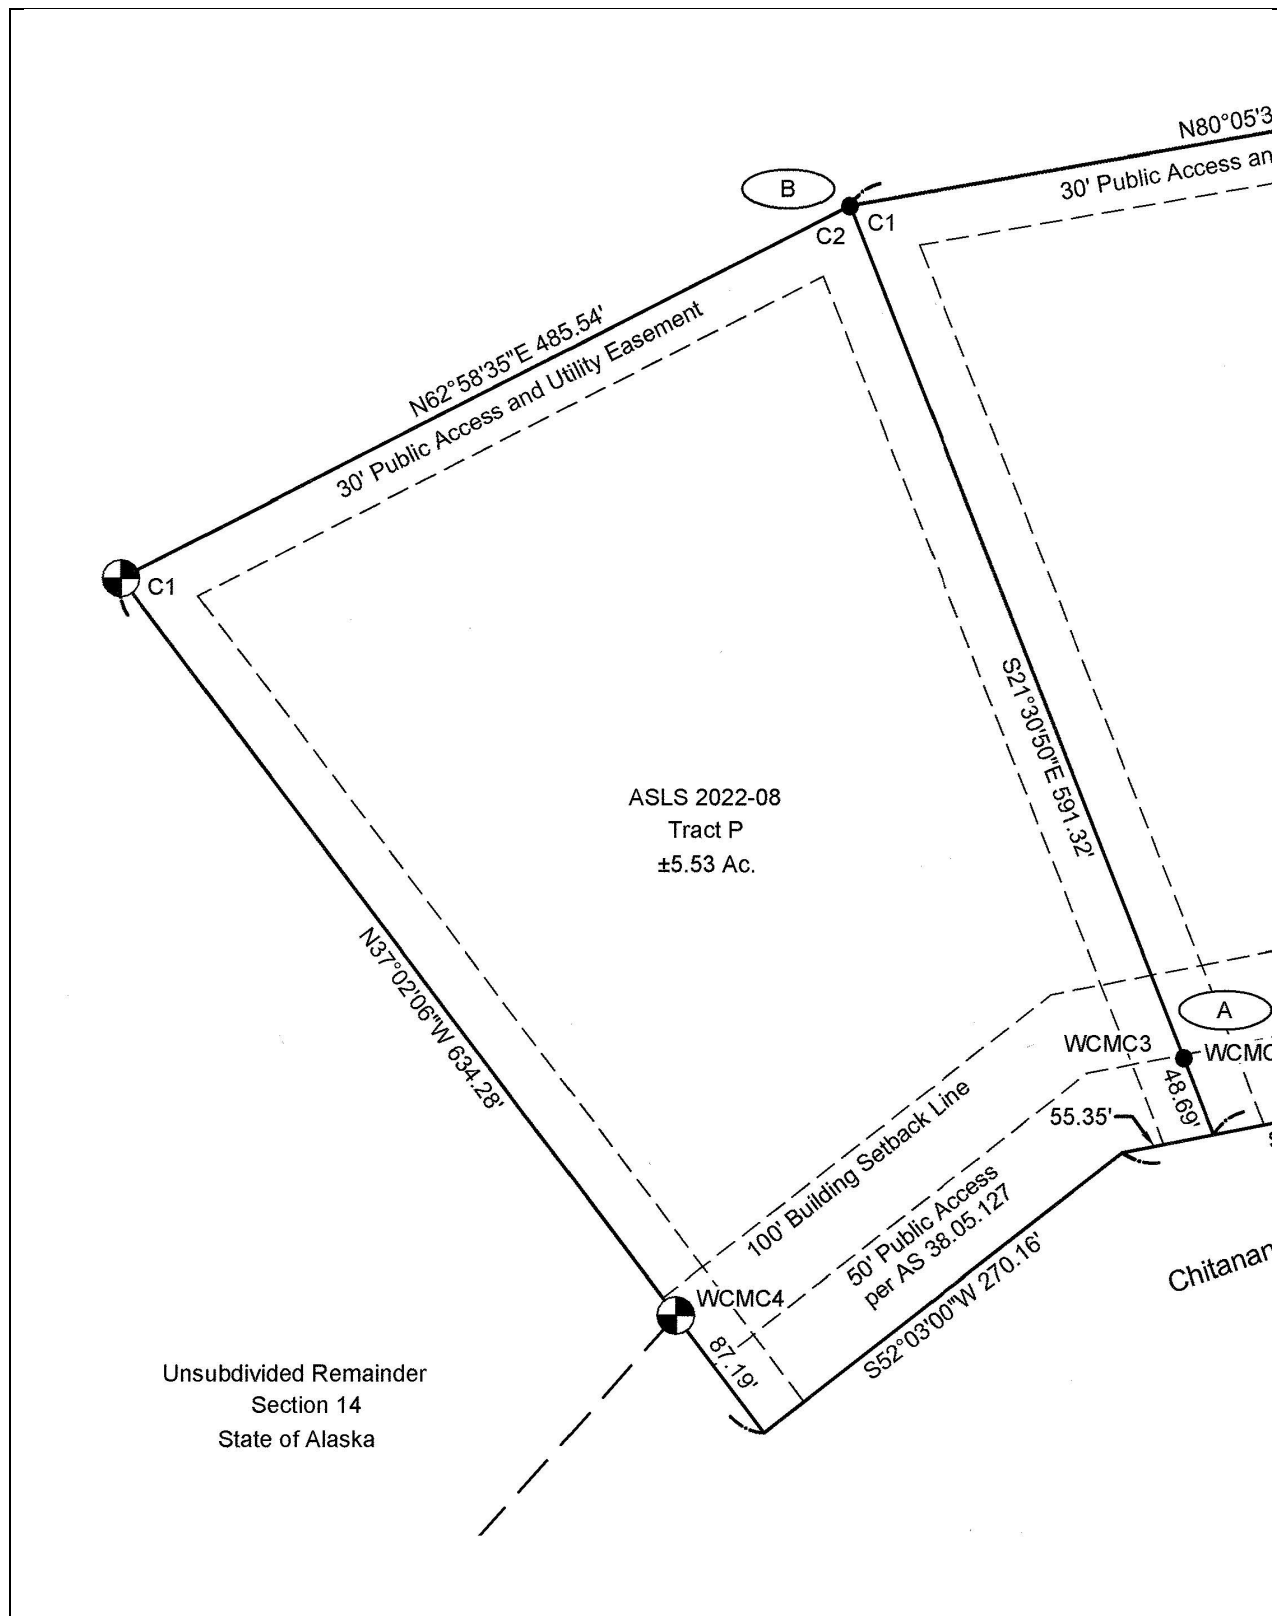 N80°05'3
30' Public Access an
B
C2
C1
N62°58'35"E 485.54'
30' Public Access and Utility Easement
C1
S21°30'50"E 591.32'
ASLS 2022-08
Tract P
±5.53 Ac.
N37°02'06"W 634.28'
A
WCMC3
WCMC
48.69'
55.35'
100' Building Setback Line
50' Public Access
per AS 38.05.127
S52°03'00"W 270.16'
Chitanan
WCMC4
87.19'
Unsubdivided Remainder
Section 14
State of Alaska